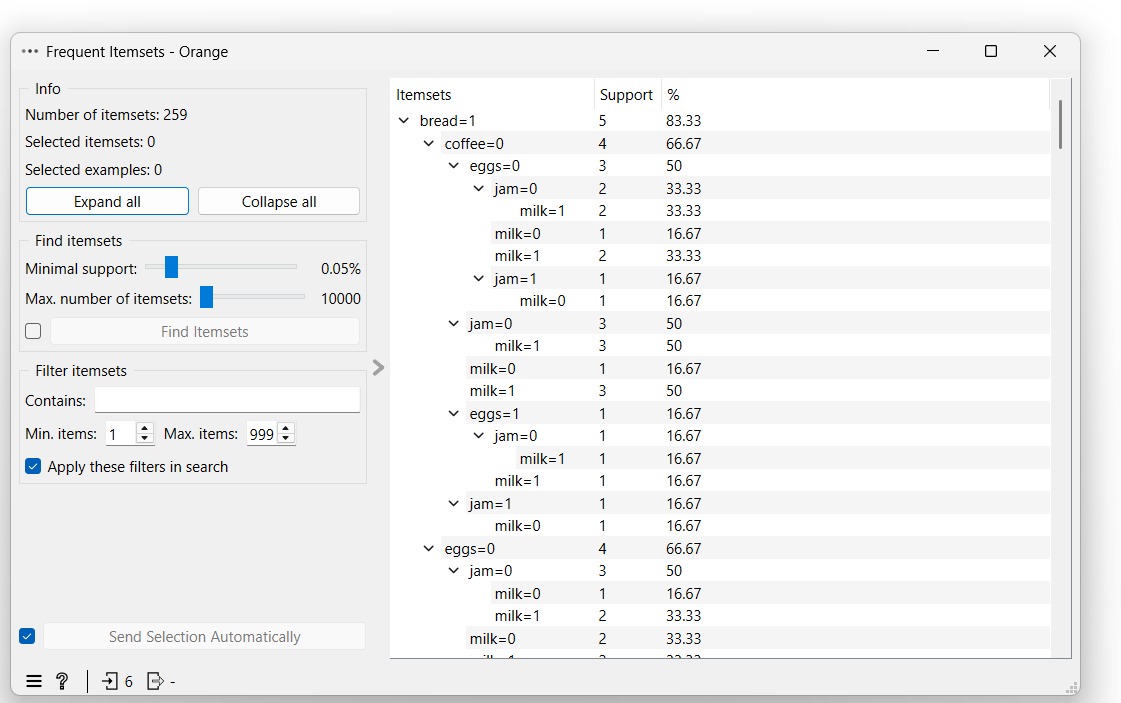 Frequent Itemsets - Orange
Info
Number of itemsets: 259
Selected itemsets: 0
Selected examples: 0
Expand all
Collapse all
Find itemsets
Minimal support: 0.05%
Max. number of itemsets: 10000
Find Itemsets
Filter itemsets
Contains:
Min. items: 1 Max. items: 999
Apply these filters in search
Send Selection Automatically
6 -
Itemsets Support %
bread=1 5 83.33
coffee=0 4 66.67
eggs=0 3 50
jam=0 2 33.33
milk=1 2 33.33
milk=0 1 16.67
milk=1 2 33.33
jam=1 1 16.67
milk=0 1 16.67
jam=0 3 50
milk=1 3 50
milk=0 1 16.67
milk=1 3 50
eggs=1 1 16.67
jam=0 1 16.67
milk=1 1 16.67
milk=1 1 16.67
jam=1 1 16.67
milk=0 1 16.67
eggs=0 4 66.67
jam=0 3 50
milk=0 1 16.67
milk=1 2 33.33
milk=0 2 33.33